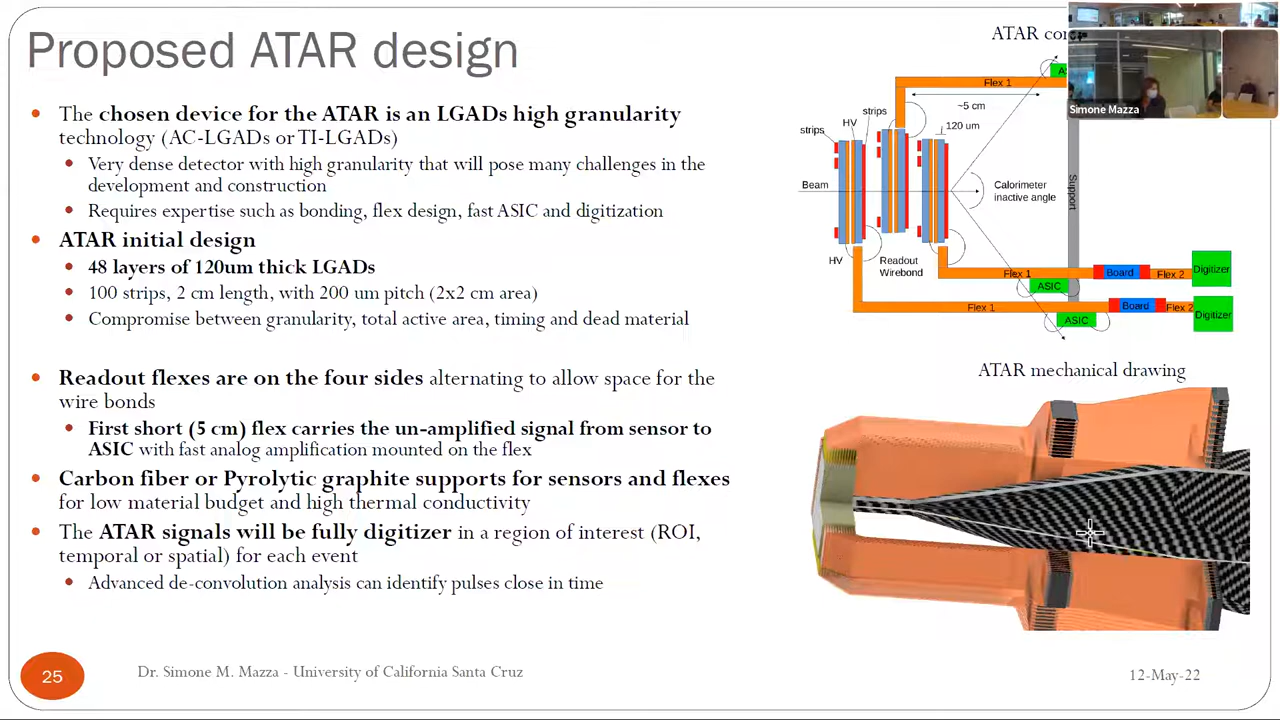 Proposed ATAR design
The chosen device for the ATAR is an LGADs high granularity
technology (AC-LGADs or TI-LGADs)
Very dense detector with high granularity that will pose many challenges in the
development and construction
Requires expertise such as bonding, flex design, fast ASIC and digitization
ATAR initial design
48 layers of 120um thick LGADs
100 strips, 2 cm length, with 200 um pitch (2x2 cm area)
Compromise between granularity, total active area, timing and dead material
Readout flexes are on the four sides alternating to allow space for the
wire bonds
First short (5 cm) flex carries the un-amplified signal from sensor to
ASIC with fast analog amplification mounted on the flex
Carbon fiber or Pyrolytic graphite supports for sensors and flexes
for low material budget and high thermal conductivity
The ATAR signals will be fully digitizer in a region of interest (ROI,
temporal or spatial) for each event
Advanced de-convolution analysis can identify pulses close in time
ATAR
Simone Mazza
Flex 1
~5 cm
strips
HV
strips
120 um
Beam
Calorimeter
inactive angle
Support
HV
Readout
Wirebond
Flex 1
ASIC
Board
Flex 2
Digitizer
Flex 1
ASIC
Board
Flex 2
Digitizer
ATAR mechanical drawing
25
Dr. Simone M. Mazza - University of California Santa Cruz
12-May-22